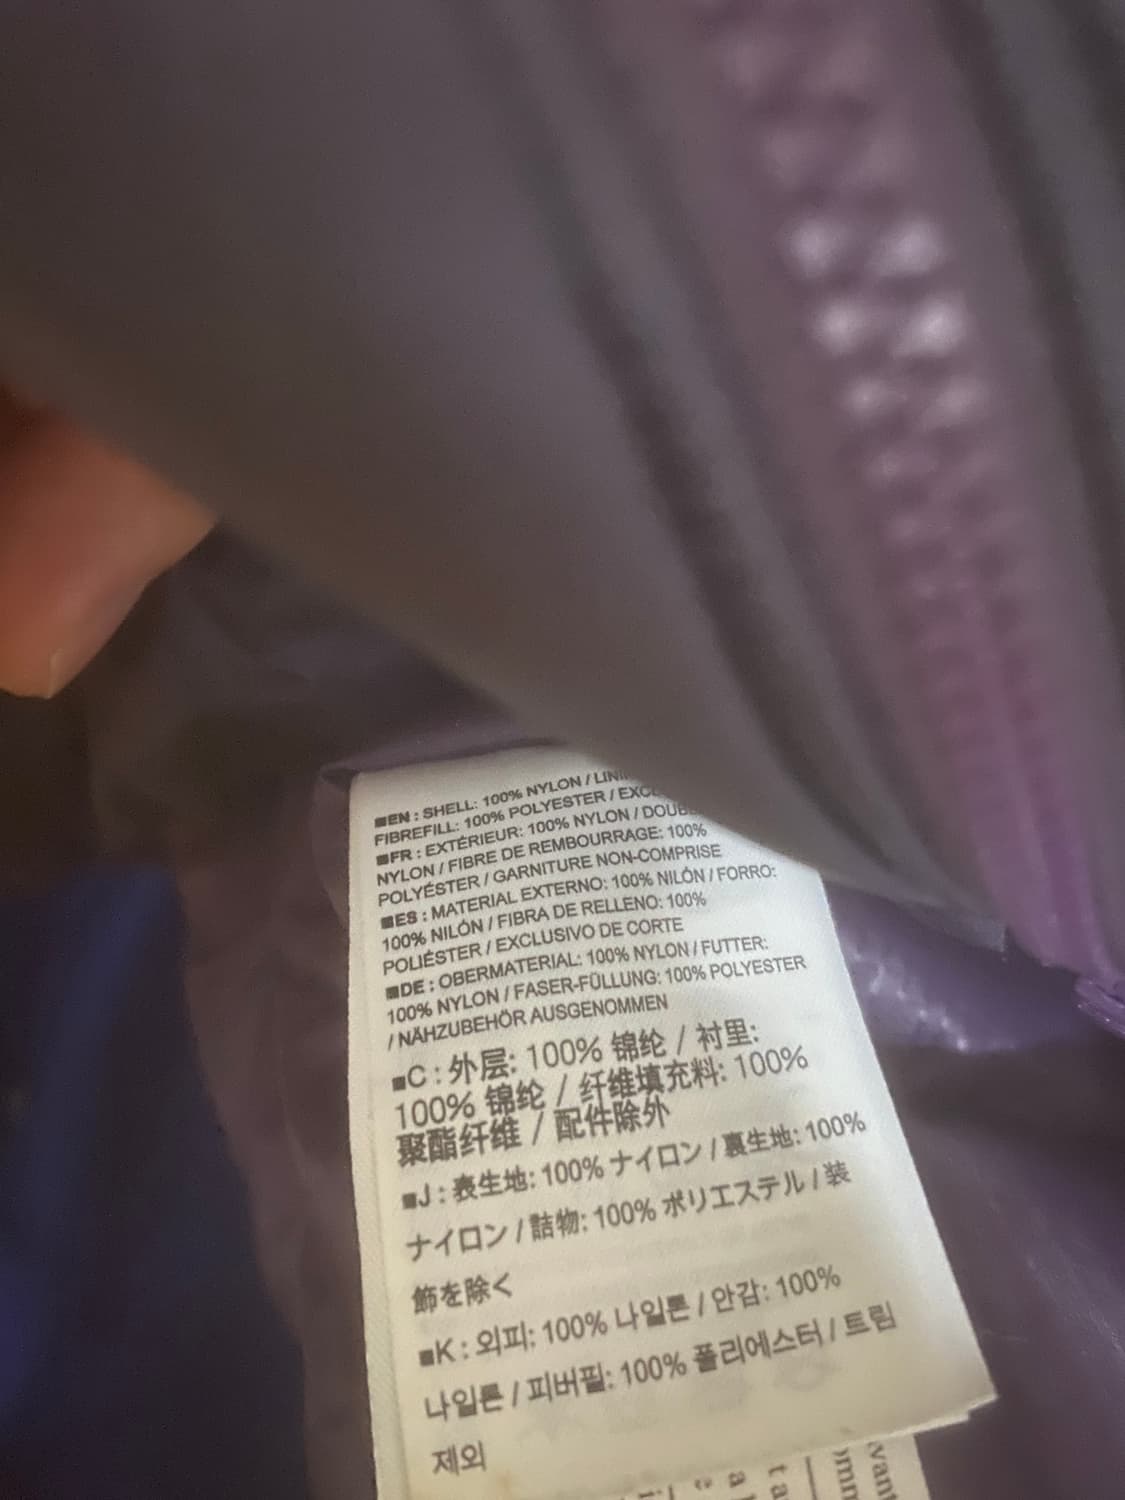 ■EN : SHELL: 100% NYLON / LINI
FIBREFILL: 100% POLYESTER / EXCL
■FR : EXTÉRIEUR: 100% NYLON / DOUB
NYLON / FIBRE DE REMBOURRAGE: 100%
POLYÉSTER / GARNITURE NON-COMPRISE
■ES : MATERIAL EXTERNO: 100% NILÓN / FORRO:
100% NILÓN / FIBRA DE RELLENO: 100%
POLIÉSTER / EXCLUSIVO DE CORTE
■DE : OBERMATERIAL: 100% NYLON / FUTTER:
100% NYLON / FASER-FÜLLUNG: 100% POLYESTER
/ NÄHZUBEHÖR AUSGENOMMEN
■C : 外层: 100% 锦纶 / 衬里:
100% 锦纶 / 纤维填充料: 100%
聚酯纤维 / 配件除外
■J : 表生地: 100% ナイロン / 裏生地: 100%
ナイロン / 詰物: 100% ポリエステル / 装
飾を除く
■K : 외피: 100% 나일론 / 안감: 100%
나일론 / 피버필: 100% 폴리에스터 / 트림
제외